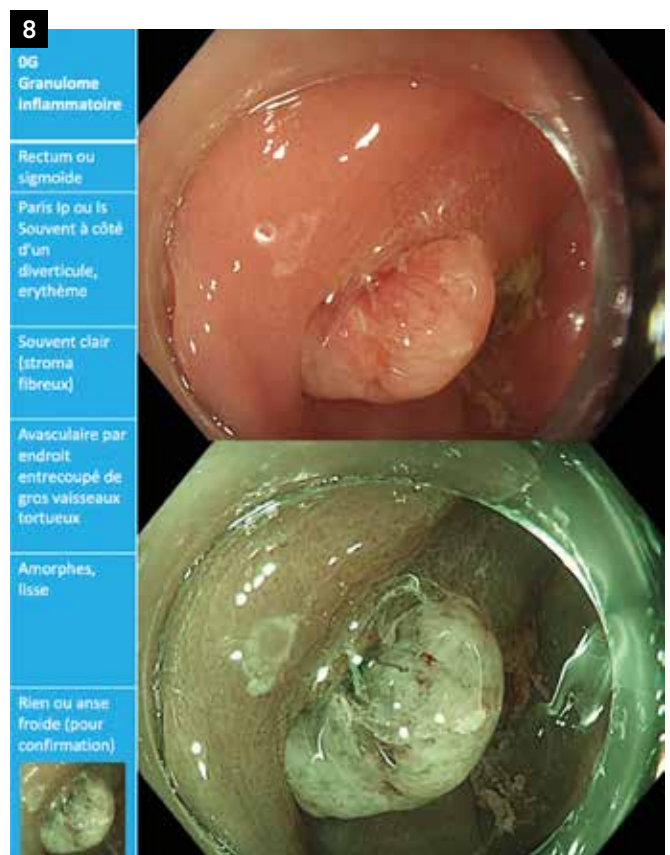 8
0G
Granulome
Inflammatoire
Rectum ou
sigmoïde
Paris Ip ou Is
Souvent à côté
d'un
diverticule,
erythème
Souvent clair
(stroma
fibreux)
Avasculaire par
endroit
entrecoupé de
gros vaisseaux
tortueux
Amorphes,
lisse
Rien ou anse
froide (pour
confirmation)